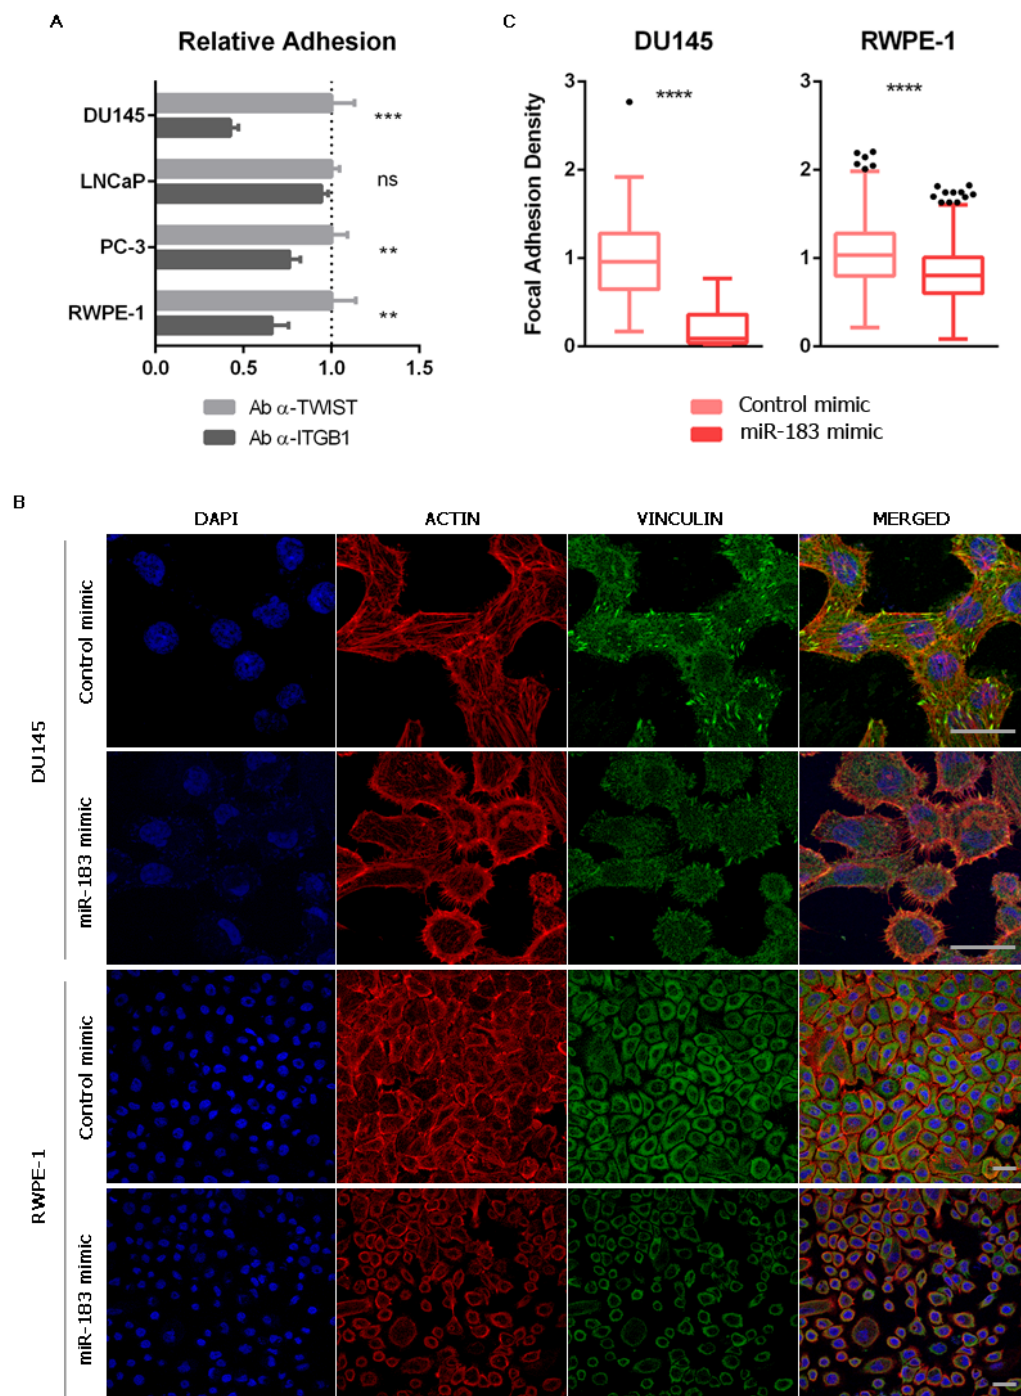 A
Relative Adhesion
DU145
***
LNCaP
ns
PC-3
**
RWPE-1
**
0.0 0.5 1.0 1.5
Ab α-TWIST
Ab α-ITGB1
C
DU145 RWPE-1
Focal Adhesion Density
3
2
1
0
****
3
2
1
0
****
Control mimic
miR-183 mimic
B
DAPI ACTIN VINCULIN MERGED
DU145
Control mimic
miR-183 mimic
RWPE-1
Control mimic
miR-183 mimic